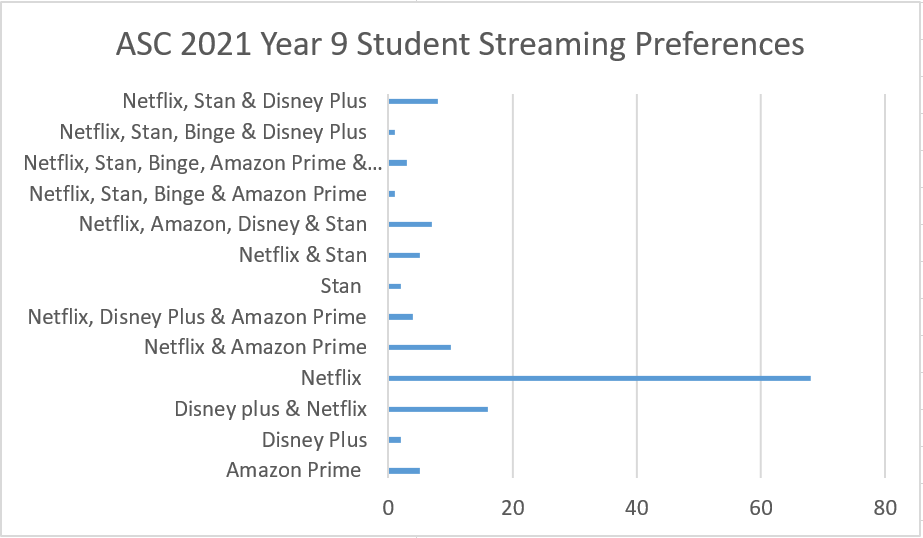 ASC 2021 Year 9 Student Streaming Preferences
Netflix, Stan & Disney Plus
Netflix, Stan, Binge & Disney Plus
Netflix, Stan, Binge, Amazon Prime &...
Netflix, Stan, Binge & Amazon Prime
Netflix, Amazon, Disney & Stan
Netflix & Stan
Stan
Netflix, Disney Plus & Amazon Prime
Netflix & Amazon Prime
Netflix
Disney plus & Netflix
Disney Plus
Amazon Prime
0 20 40 60 80